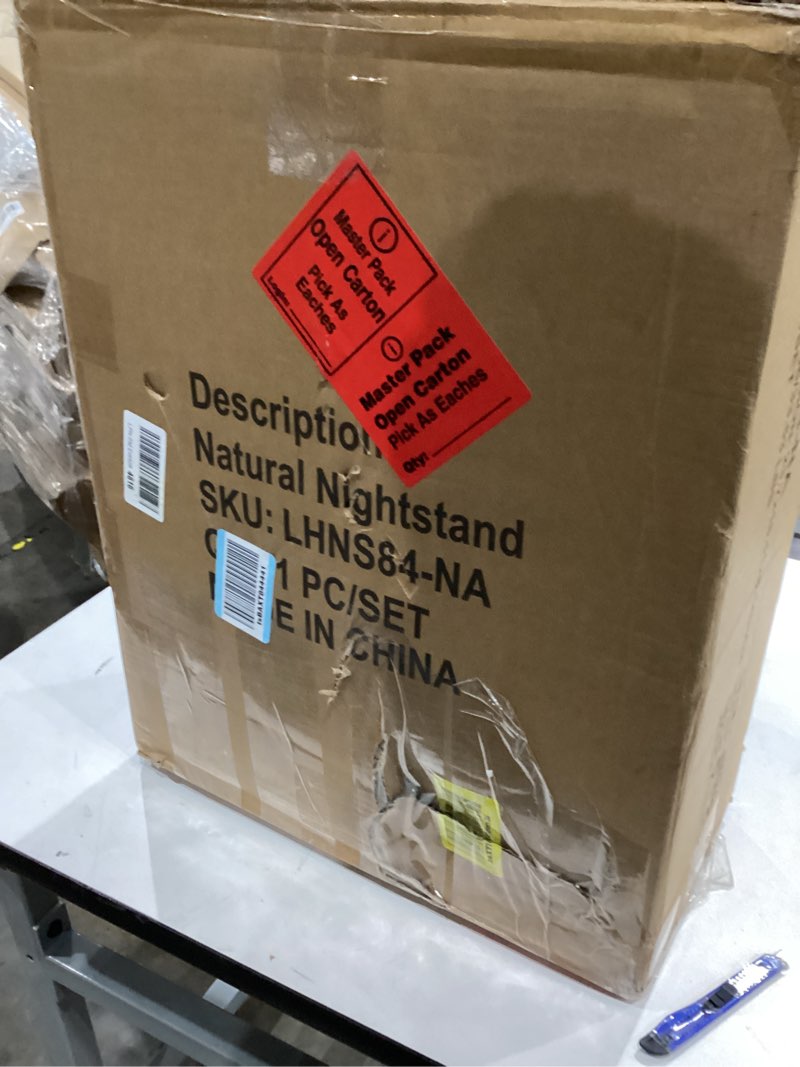 Master Pack
Open Carton
Pick As
Eaches
Master Pack
Open Carton
Pick As Eaches
Qty:
Description
Natural Nightstand
SKU: LHNS84-NA
1 PC/SET
E IN CHINA
tsBAXT044441